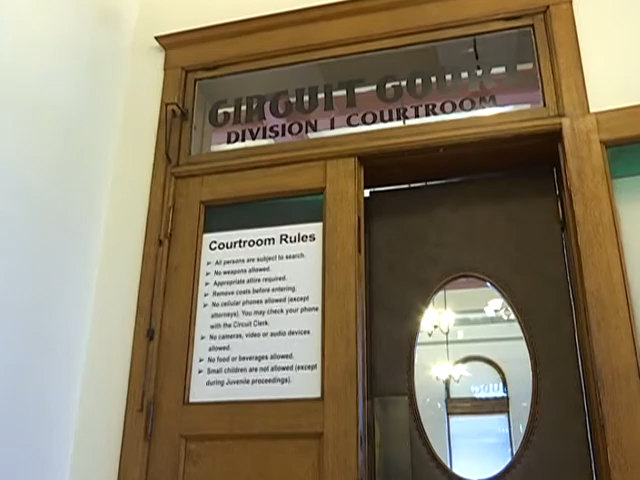 CIRCUIT COURT
DIVISION I COURTROOM
Courtroom Rules
➢ All persons are subject to search.
➢ No weapons allowed.
➢ Appropriate attire required.
➢ Remove coats before entering.
➢ No cellular phones allowed (except
attorneys). You may check your phone
with the Circuit Clerk.
➢ No cameras, video or audio devices
allowed.
➢ No food or beverages allowed.
➢ Small children are not allowed (except
during Juvenile proceedings).